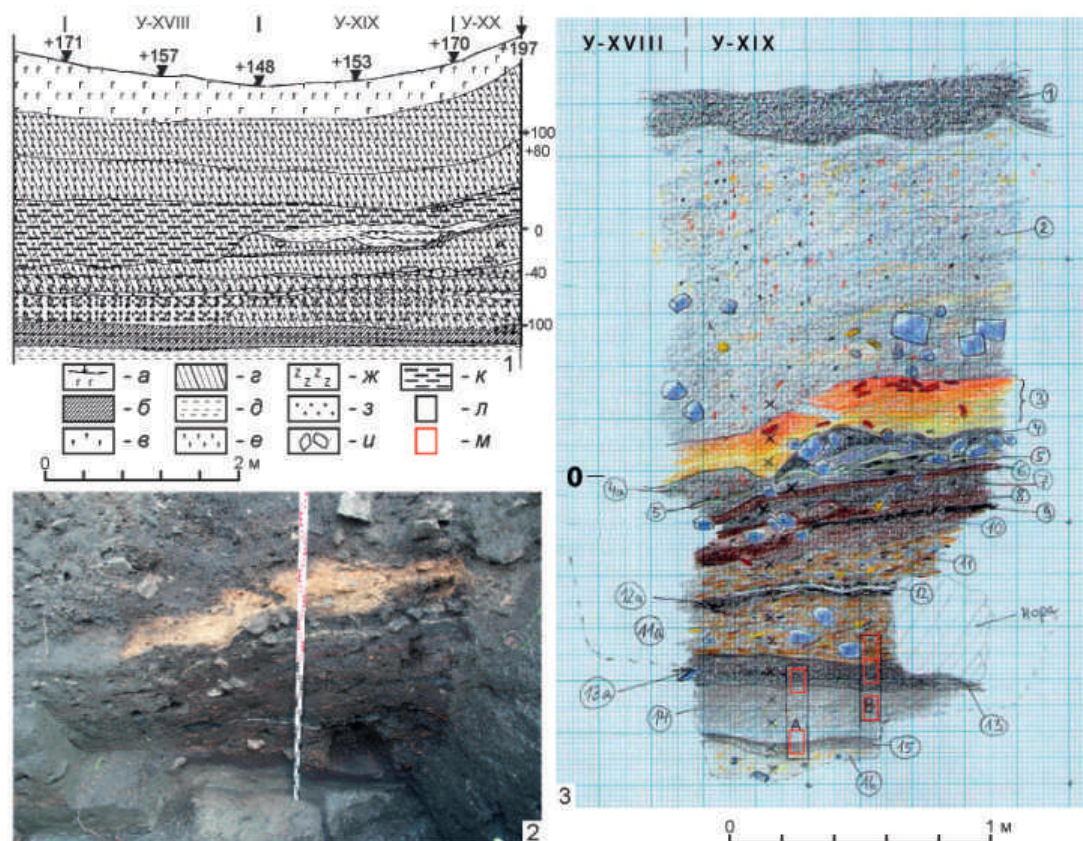 У-XVIII У-XIX У-XX
+171 +157 +148 +153 +170 +197
+100
+80
0
-40
-100
1
- а - г - ж - к
- б - д - з - л
- в - е - и - м
0 2 м
2
У-XVIII У-XIX
1
2
3
4
5
4а
0
6
7
5
8
9
10
11
12
12а
нора
11а
13а
14
A
B
13
15
16
3
0 1 м